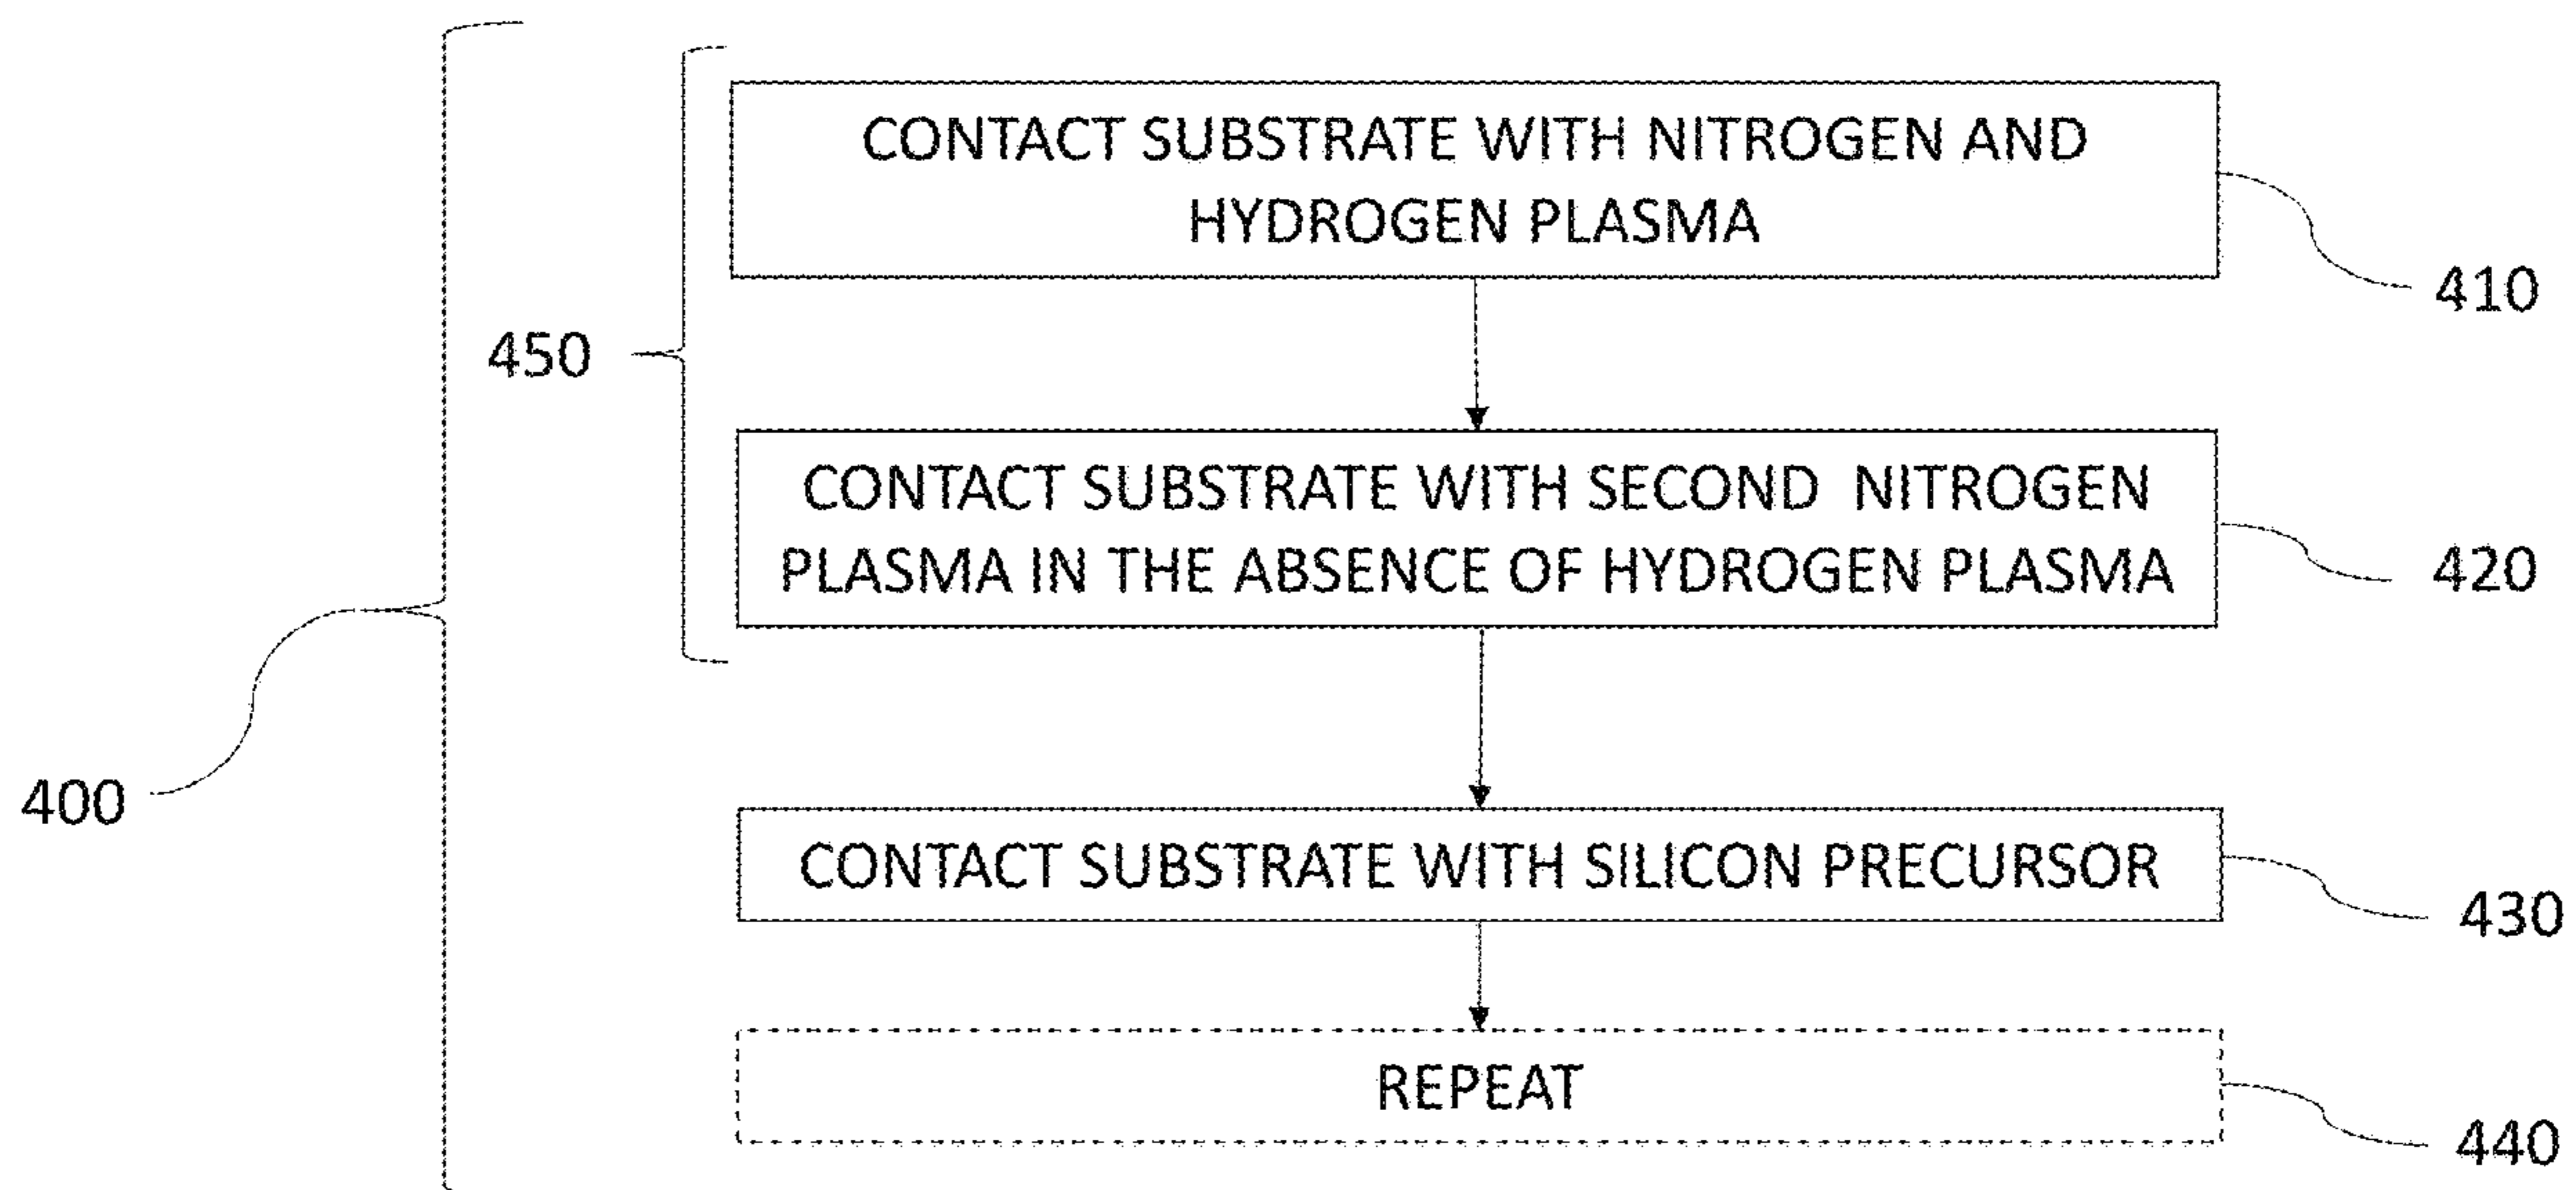 CONTACT SUBSTRATE WITH NITROGEN AND
HYDROGEN PLASMA
410
450
CONTACT SUBSTRATE WITH SECOND NITROGEN
PLASMA IN THE ABSENCE OF HYDROGEN PLASMA
420
400
CONTACT SUBSTRATE WITH SILICON PRECURSOR
430
REPEAT
440